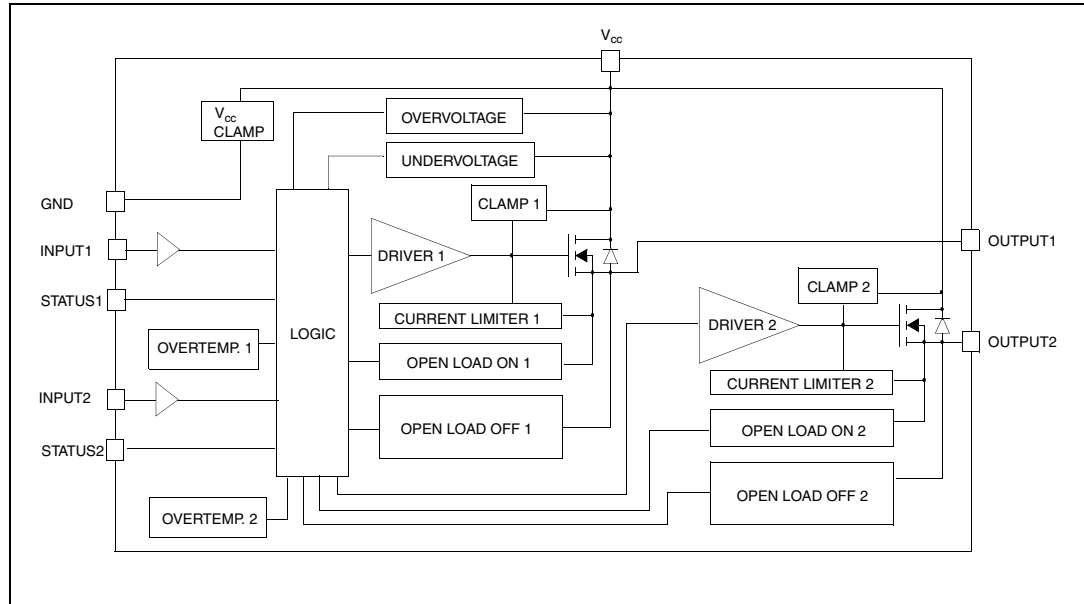 Vcc
Vcc
CLAMP
OVERVOLTAGE
UNDERVOLTAGE
GND
CLAMP 1
INPUT1
DRIVER 1
OUTPUT1
STATUS1
CLAMP 2
LOGIC
CURRENT LIMITER 1
DRIVER 2
OVERTEMP. 1
OPEN LOAD ON 1
OUTPUT2
CURRENT LIMITER 2
INPUT2
OPEN LOAD OFF 1
OPEN LOAD ON 2
STATUS2
OPEN LOAD OFF 2
OVERTEMP. 2